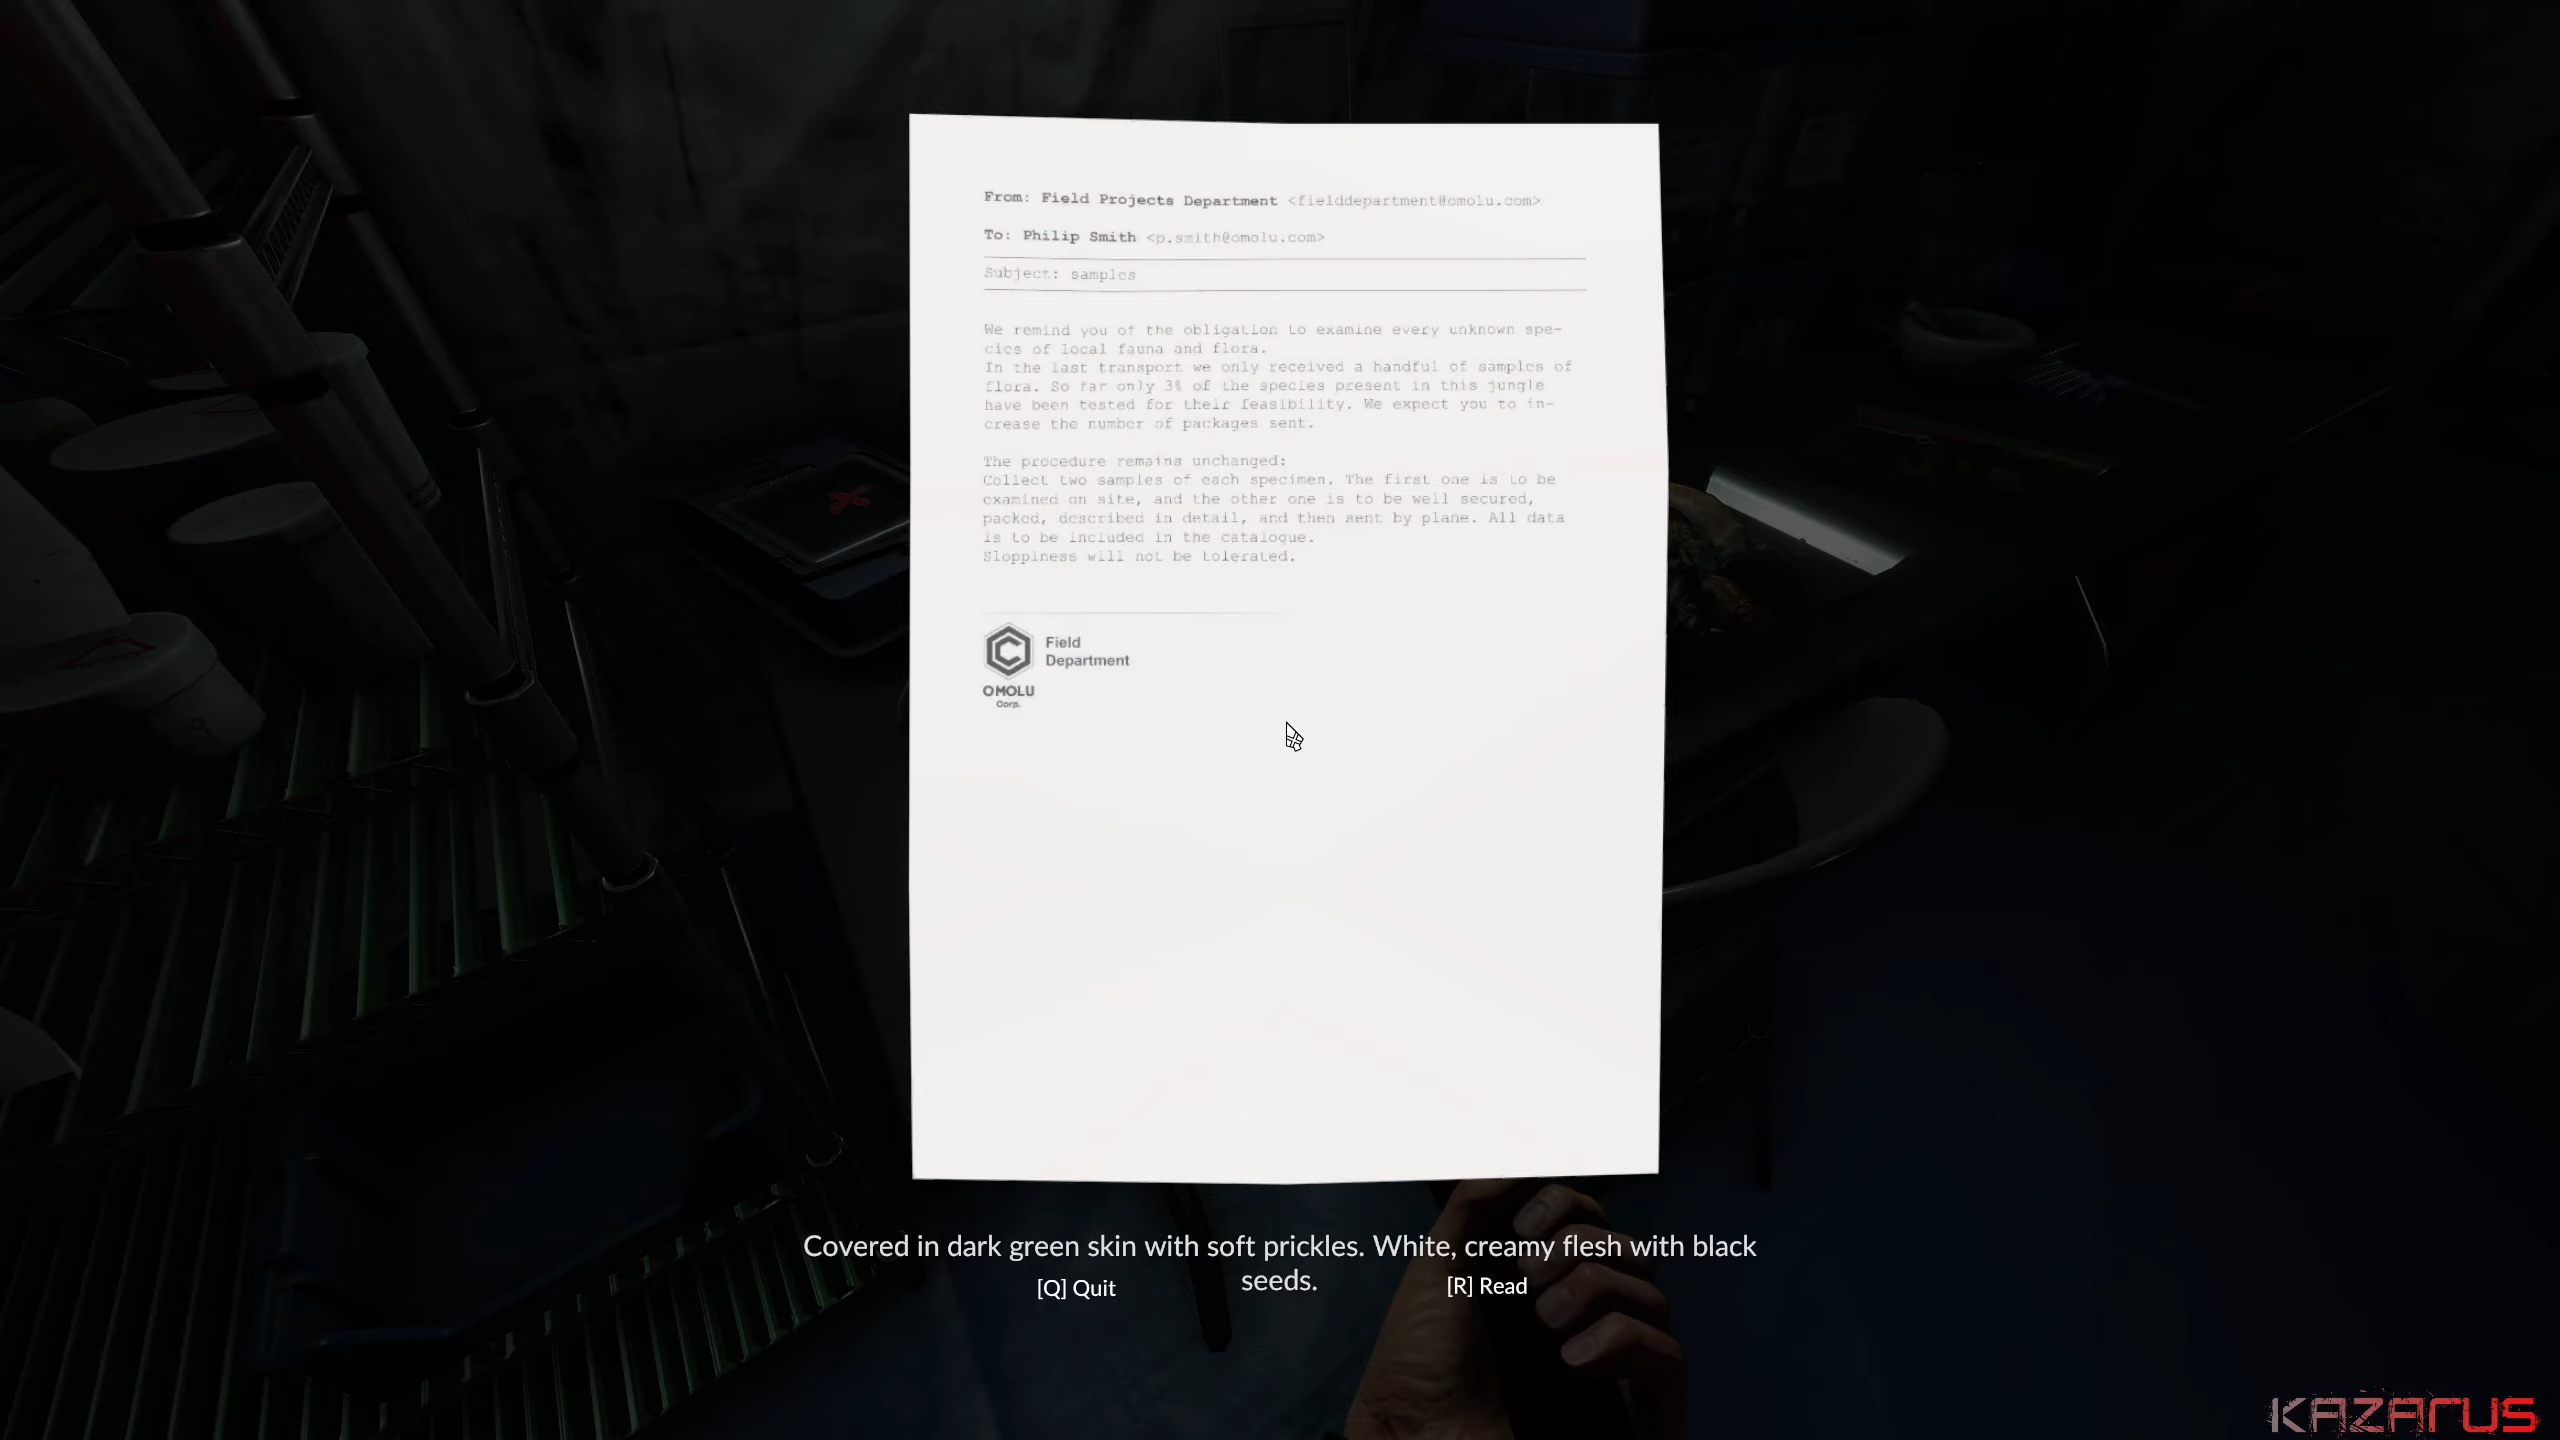 From: Field Projects Department <fielddepartment@omolu.com>
To: Philip Smith <p.smith@omolu.com>
Subject: samples
We remind you of the obligation to examine every unknown spe-
cies of local fauna and flora.
In the last transport we only received a handful of samples of
flora. So far only 3% of the species present in this jungle
have been tested for their feasibility. We expect you to in-
crease the number of packages sent.
The procedure remains unchanged:
Collect two samples of each specimen. The first one is to be
examined on site, and the other one is to be well secured,
packed, described in detail, and then sent by plane. All data
is to be included in the catalogue.
Sloppiness will not be tolerated.
Field
Department
OMOLU
Corp.
Covered in dark green skin with soft prickles. White, creamy flesh with black
seeds.
[Q] Quit
[R] Read
KAZARUS